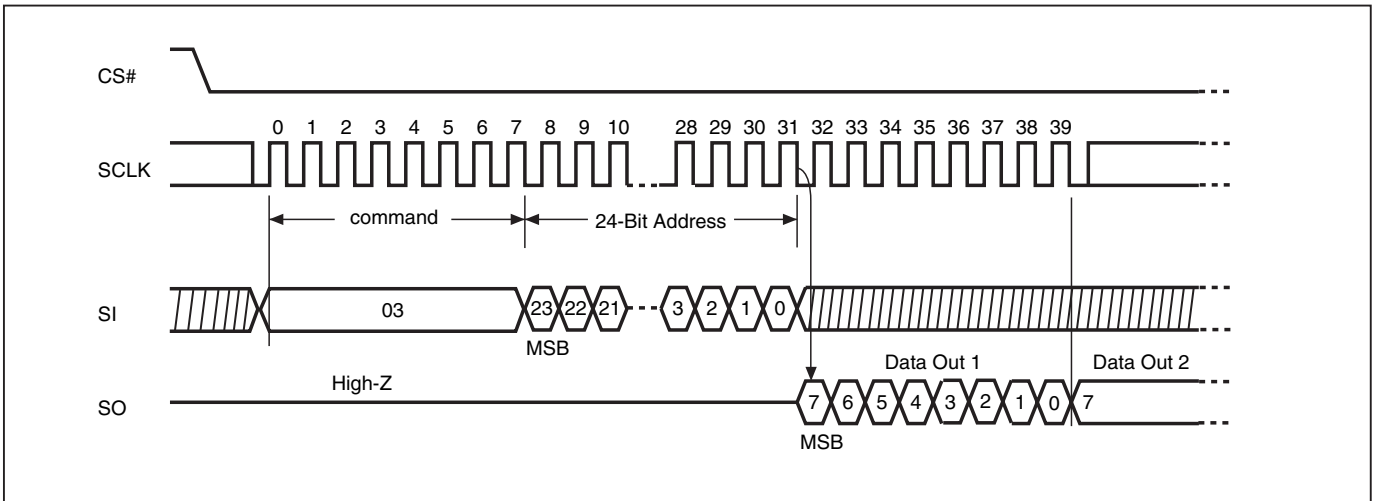 CS#
0 1 2 3 4 5 6 7 8 9 10 28 29 30 31 32 33 34 35 36 37 38 39
SCLK
command 24-Bit Address
SI 03 23 22 21 3 2 1 0
MSB
High-Z Data Out 1 Data Out 2
SO 7 6 5 4 3 2 1 0 7
MSB